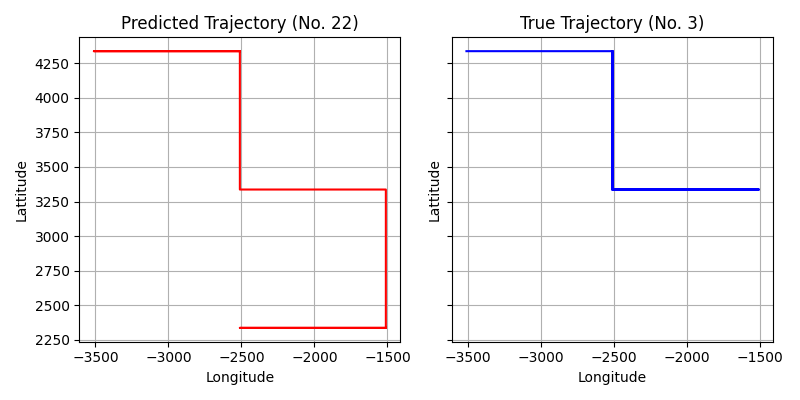 Predicted Trajectory (No. 22)
True Trajectory (No. 3)
4250
4000
3750
3500
3250
3000
2750
2500
2250
Lattitude
Lattitude
−3500 −3000 −2500 −2000 −1500
−3500 −3000 −2500 −2000 −1500
Longitude
Longitude